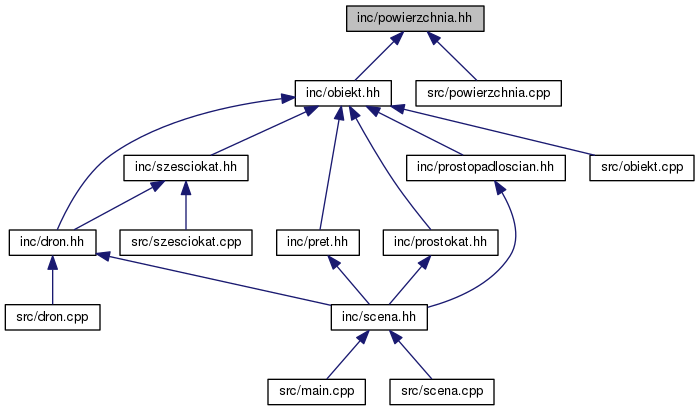 inc/powierzchnia.hh
inc/obiekt.hh
src/powierzchnia.cpp
inc/szesciokat.hh
inc/prostopadloscian.hh
src/obiekt.cpp
inc/dron.hh
src/szesciokat.cpp
inc/pret.hh
inc/prostokat.hh
src/dron.cpp
inc/scena.hh
src/main.cpp
src/scena.cpp